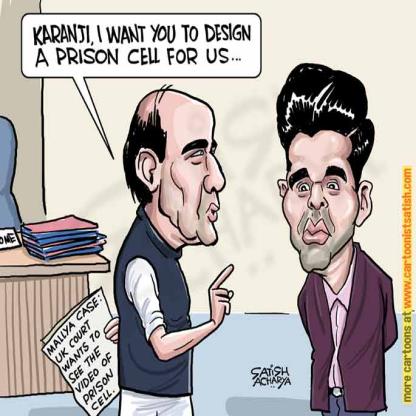 KARANJI, I WANT YOU TO DESIGN
A PRISON CELL FOR US...
OME
MALLYA CASE:
UK COURT
WANTS TO
SEE THE
VIDEO OF
PRISON
CELL.
SATISH
ACHARYA
more cartoons at www.cartoonistsatish.com